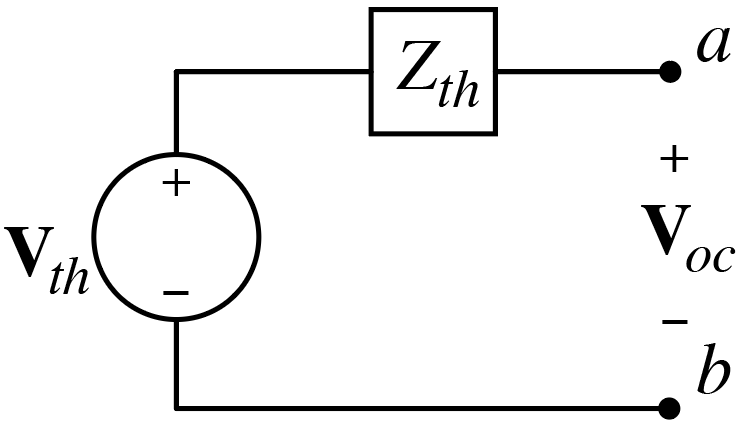 a
Z_th
+
+
v_th
v_oc
−
−
b